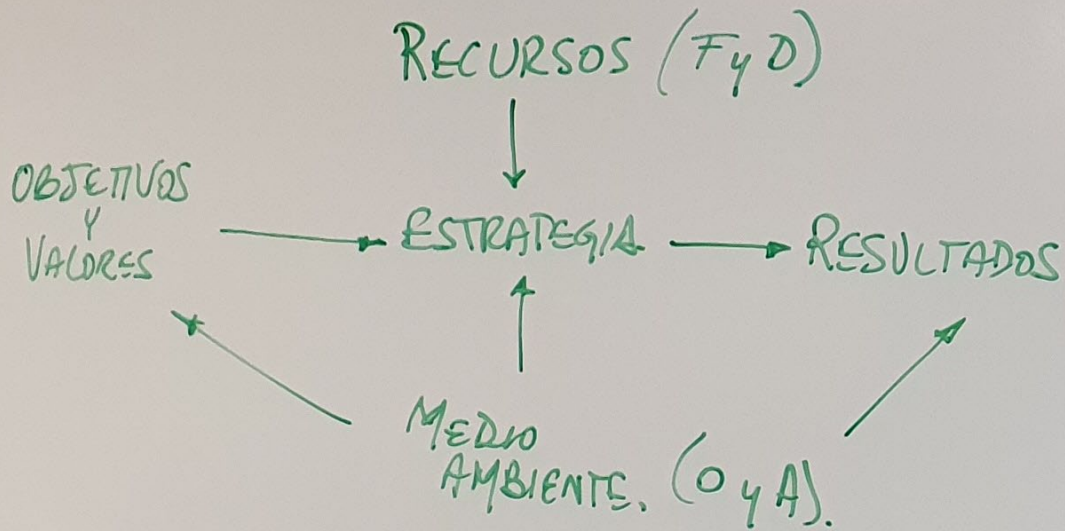 RECURSOS (F y D)
OBJETIVOS
Y
VALORES
ESTRATEGIA
RESULTADOS
MEDIO
AMBIENTE. (O y A).